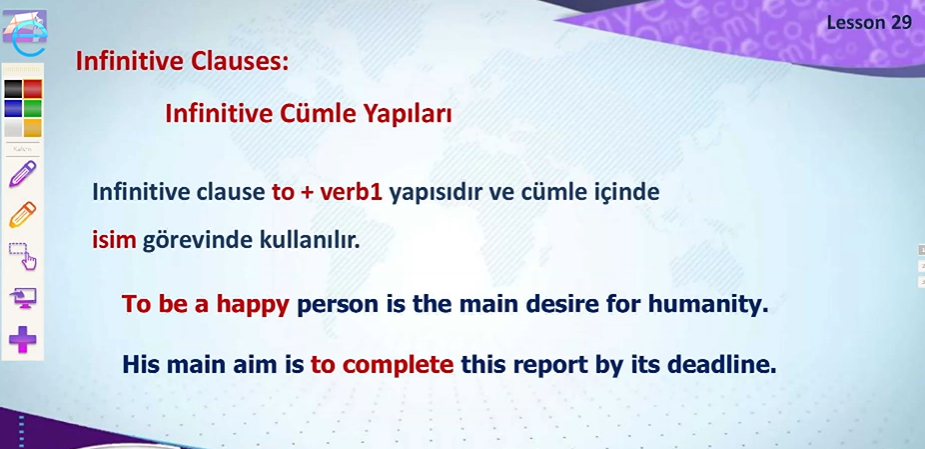 Lesson 29
Infinitive Clauses:
Infinitive Cümle Yapıları
Infinitive clause to + verb1 yapısıdır ve cümle içinde
isim görevinde kullanılır.
To be a happy person is the main desire for humanity.
His main aim is to complete this report by its deadline.